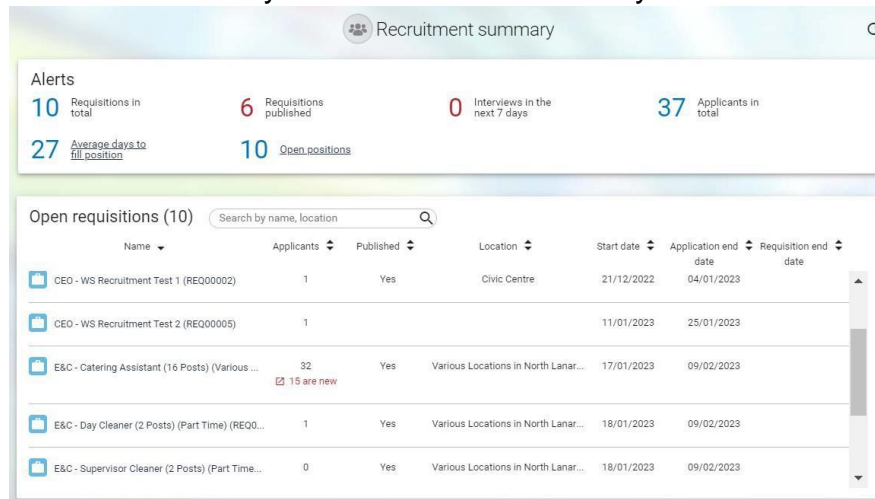 Recruitment summary
Alerts
10 Requisitions in total
6 Requisitions published
0 Interviews in the next 7 days
37 Applicants in total
27 Average days to fill position
10 Open positions
Open requisitions (10) Search by name, location
Name Applicants Published Location Start date Application end date Requisition end date
CEO - WS Recruitment Test 1 (REQ00002) 1 Yes Civic Centre 21/12/2022 04/01/2023
CEO - WS Recruitment Test 2 (REQ00005) 1 11/01/2023 25/01/2023
E&C - Catering Assistant (16 Posts) (Various ... 32 Yes Various Locations in North Lanar... 17/01/2023 09/02/2023
15 are new
E&C - Day Cleaner (2 Posts) (Part Time) (REQ0... 1 Yes Various Locations in North Lanar... 18/01/2023 09/02/2023
E&C - Supervisor Cleaner (2 Posts) (Part Time... 0 Yes Various Locations in North Lanar... 18/01/2023 09/02/2023